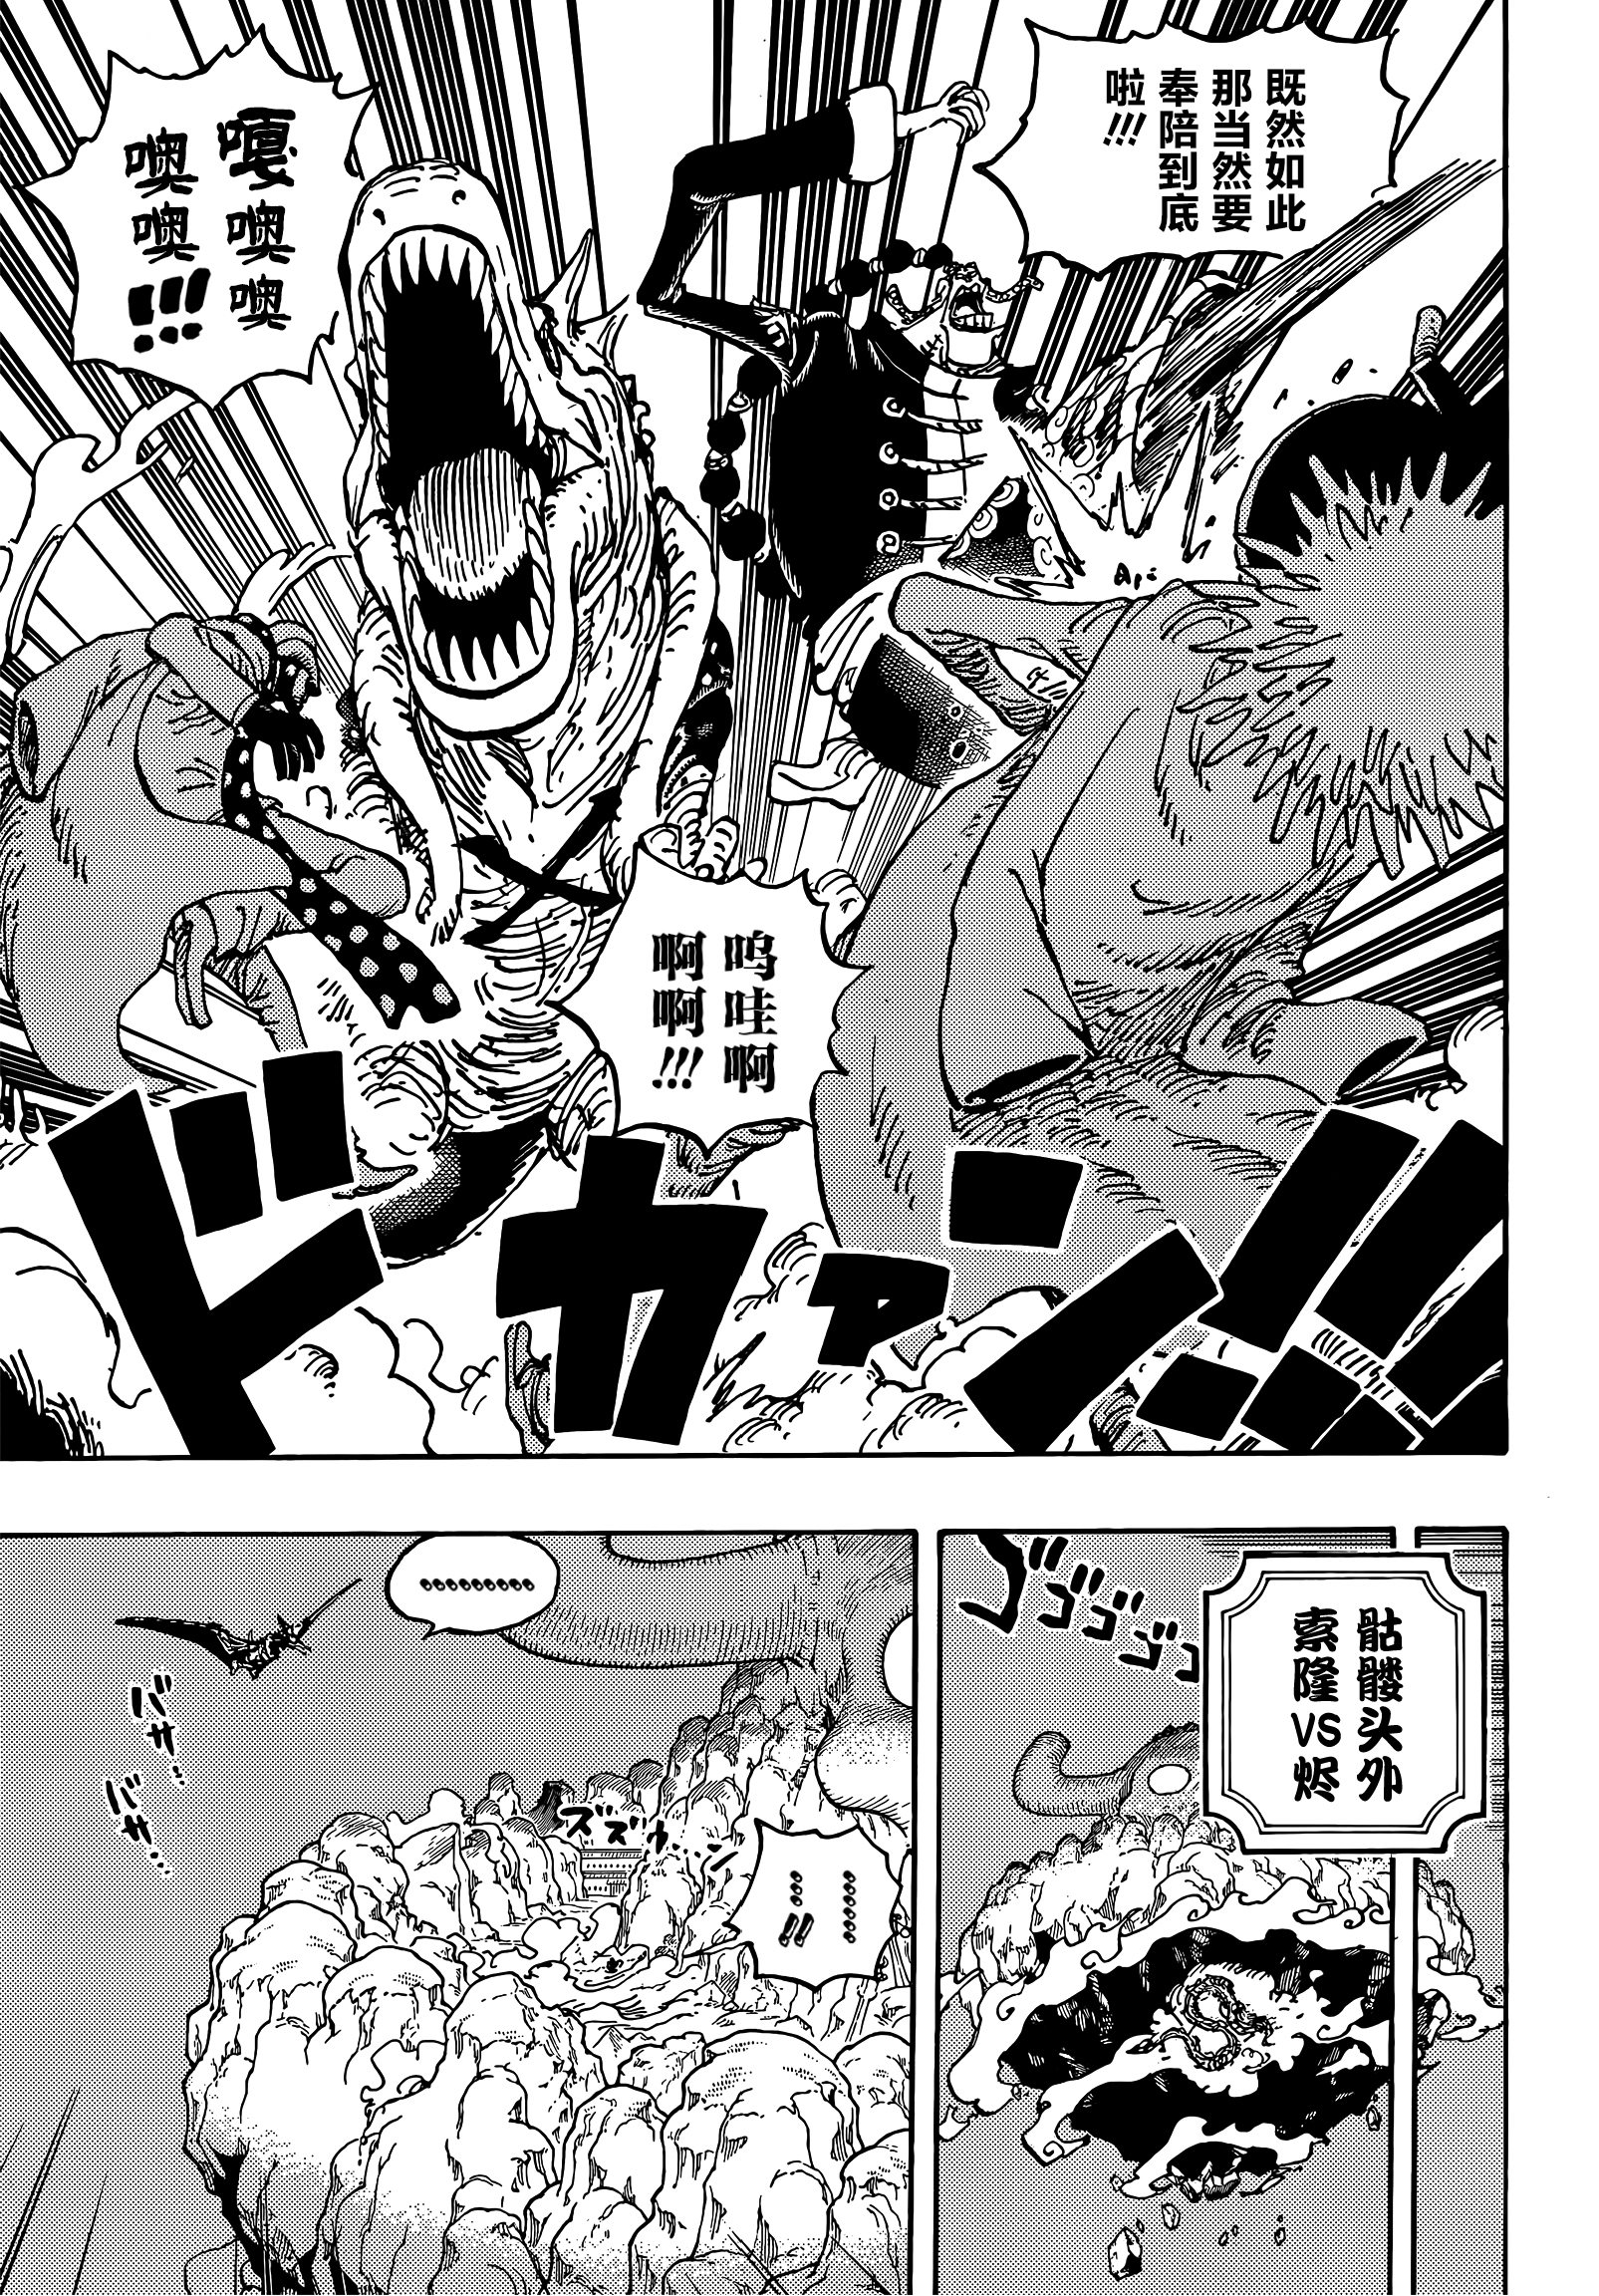 既然如此
那当然要
奉陪到底
啦!!!
嘎噢噢
噢噢!!!
呜哇啊
啊啊!!!
ドカァン!!!
骷髅头外
索隆VS烬
ゴゴゴゴゴ
………
……
…!!
バサ…
バサ…
ズズゥ…